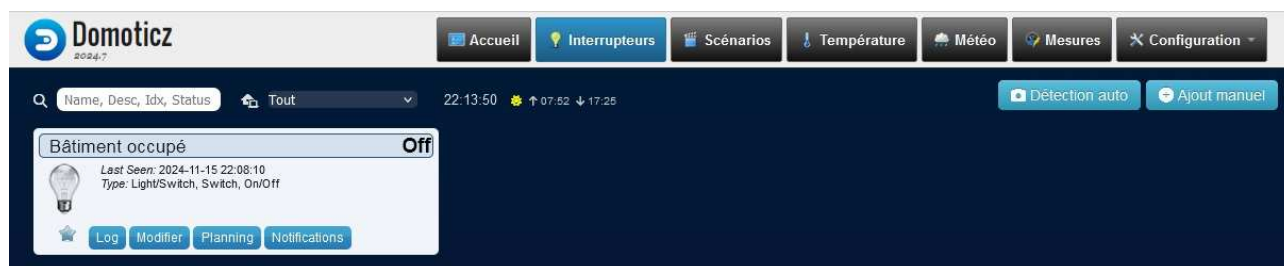 Domoticz
2024.7
Accueil Interrupteurs Scénarios Température Météo Mesures Configuration
Name, Desc, Idx, Status Tout 22:13:50 ↑ 07:52 ↓ 17:25 Détection auto Ajout manuel
Bâtiment occupé Off
Last Seen: 2024-11-15 22:08:10
Type: Light/Switch, Switch, On/Off
Log Modifier Planning Notifications